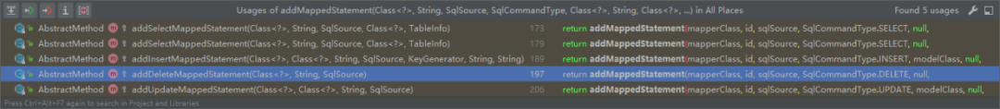 Usages of addMappedStatement(Class<?>, String, SqlSource, SqlCommandType, Class<?>, String, Class<?>, ...) in All Places Found 5 usages
AbstractMethod addSelectMappedStatement(Class<?>, String, SqlSource, Class<?>, TableInfo) 173 return addMappedStatement(mapperClass, id, sqlSource, SqlCommandType.SELECT, null,
AbstractMethod addSelectMappedStatement(Class<?>, String, SqlSource, Class<?>, TableInfo) 179 return addMappedStatement(mapperClass, id, sqlSource, SqlCommandType.SELECT, null,
AbstractMethod addInsertMappedStatement(Class<?>, Class<?>, String, SqlSource, KeyGenerator, String, String) 189 return addMappedStatement(mapperClass, id, sqlSource, SqlCommandType.INSERT, modelClass, null,
AbstractMethod addDeleteMappedStatement(Class<?>, String, SqlSource) 197 return addMappedStatement(mapperClass, id, sqlSource, SqlCommandType.DELETE, null,
AbstractMethod addUpdateMappedStatement(Class<?>, Class<?>, String, SqlSource) 206 return addMappedStatement(mapperClass, id, sqlSource, SqlCommandType.UPDATE, modelClass, null,
Press Ctrl+Alt+F7 again to search in Project and Libraries